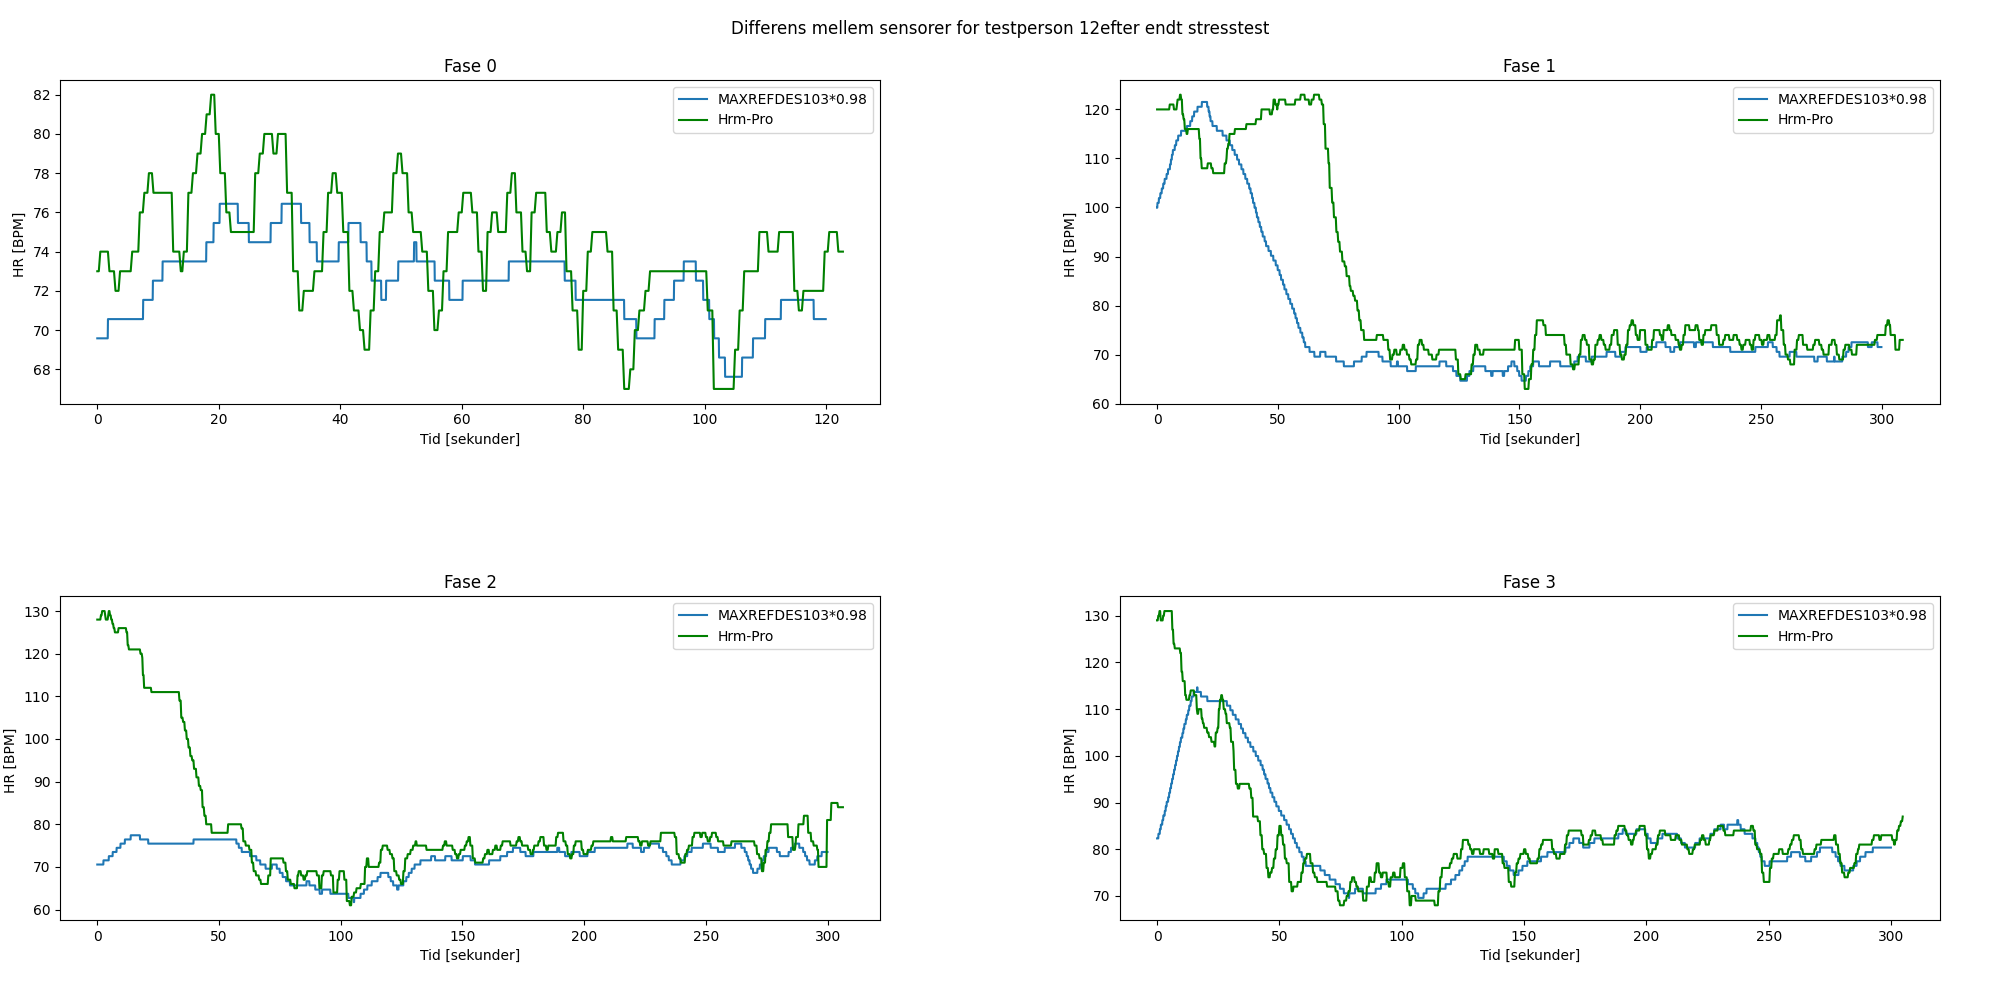 Differens mellem sensorer for testperson 12efter endt stresstest
Fase 0
82
80
78
76
74
72
70
68
HR [BPM]
0 20 40 60 80 100 120
Tid [sekunder]
MAXREFDES103*0.98
Hrm-Pro
Fase 1
120
110
100
90
80
70
60
HR [BPM]
0 50 100 150 200 250 300
Tid [sekunder]
MAXREFDES103*0.98
Hrm-Pro
Fase 2
130
120
110
100
90
80
70
60
HR [BPM]
0 50 100 150 200 250 300
Tid [sekunder]
MAXREFDES103*0.98
Hrm-Pro
Fase 3
130
120
110
100
90
80
70
HR [BPM]
0 50 100 150 200 250 300
Tid [sekunder]
MAXREFDES103*0.98
Hrm-Pro